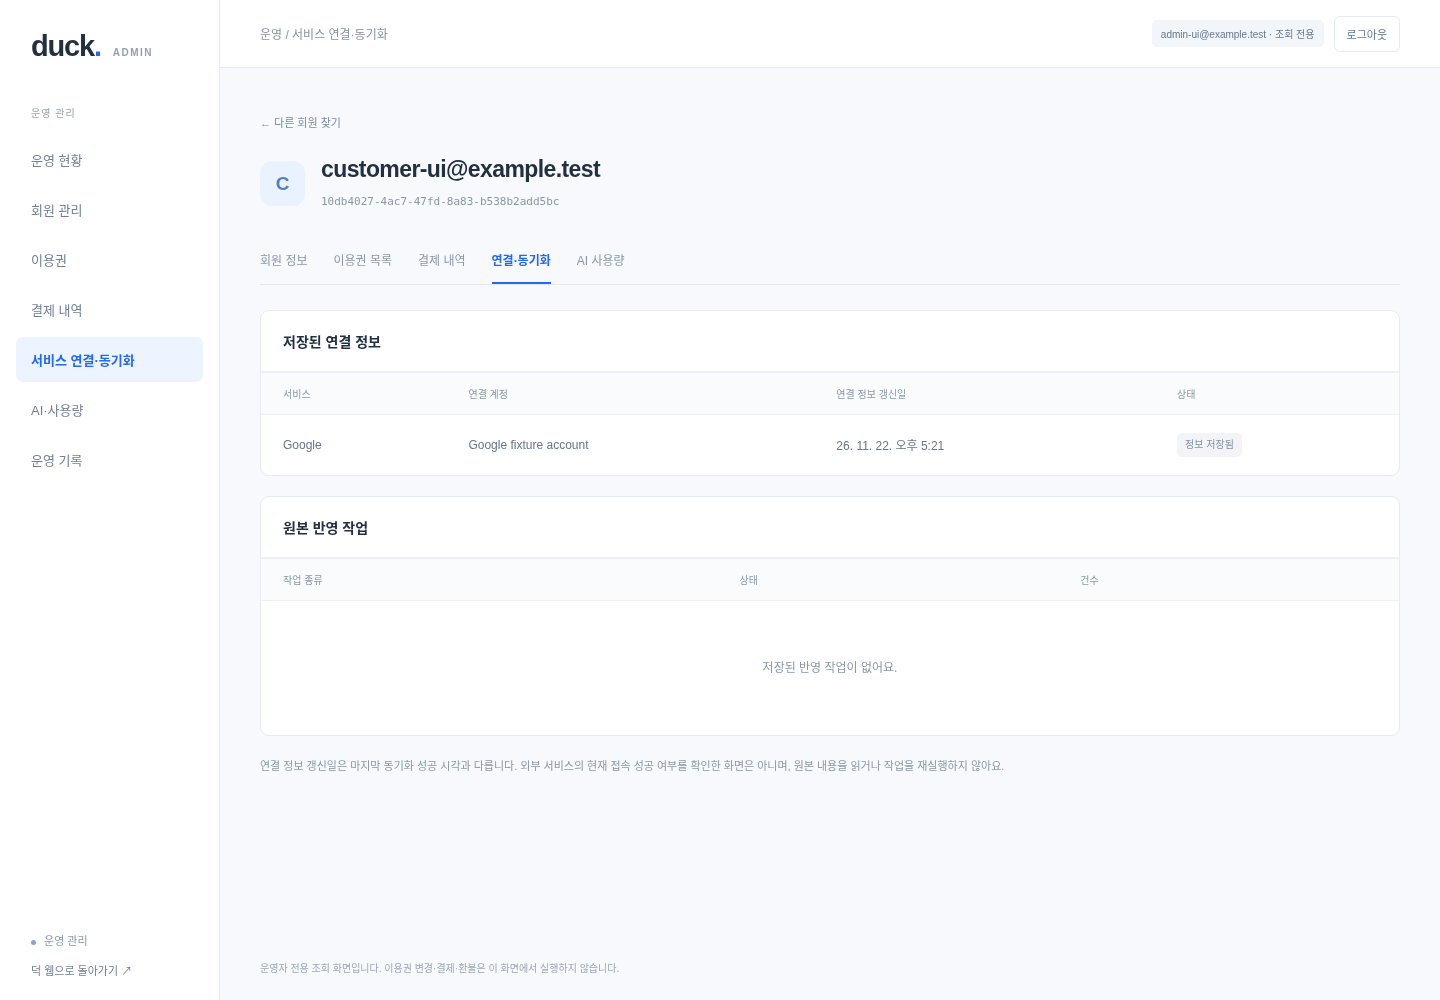 duck. ADMIN
운영 관리
운영 현황
회원 관리
이용권
결제 내역
서비스 연결·동기화
AI·사용량
운영 기록
운영 관리
덕 웹으로 돌아가기 ↗
운영 / 서비스 연결·동기화
admin-ui@example.test · 조회 전용
로그아웃
← 다른 회원 찾기
C
customer-ui@example.test
10db4027-4ac7-47fd-8a83-b538b2add5bc
회원 정보 이용권 목록 결제 내역 연결·동기화 AI 사용량
저장된 연결 정보
서비스 연결 계정 연결 정보 갱신일 상태
Google Google fixture account 26. 11. 22. 오후 5:21 정보 저장됨
원본 반영 작업
작업 종류 상태 건수
저장된 반영 작업이 없어요.
연결 정보 갱신일은 마지막 동기화 성공 시각과 다릅니다. 외부 서비스의 현재 접속 성공 여부를 확인한 화면은 아니며, 원본 내용을 읽거나 작업을 재실행하지 않아요.
운영자 전용 조회 화면입니다. 이용권 변경·결제·환불은 이 화면에서 실행하지 않습니다.